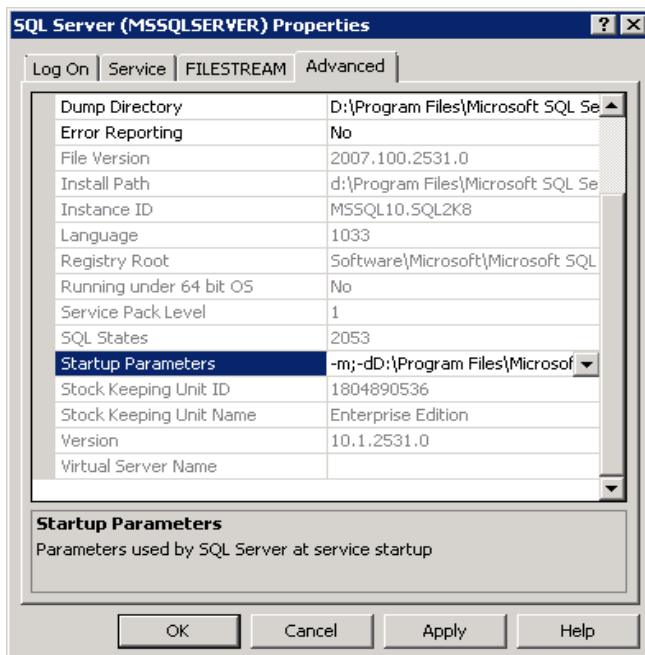 SQL Server (MSSQLSERVER) Properties
Log On Service FILESTREAM Advanced
Dump Directory D:\Program Files\Microsoft SQL Se
Error Reporting No
File Version 2007.100.2531.0
Install Path d:\Program Files\Microsoft SQL Se
Instance ID MSSQL10.SQL2K8
Language 1033
Registry Root Software\Microsoft\Microsoft SQL
Running under 64 bit OS No
Service Pack Level 1
SQL States 2053
Startup Parameters -m;-dD:\Program Files\Microsof
Stock Keeping Unit ID 1804890536
Stock Keeping Unit Name Enterprise Edition
Version 10.1.2531.0
Virtual Server Name
Startup Parameters
Parameters used by SQL Server at service startup
OK Cancel Apply Help